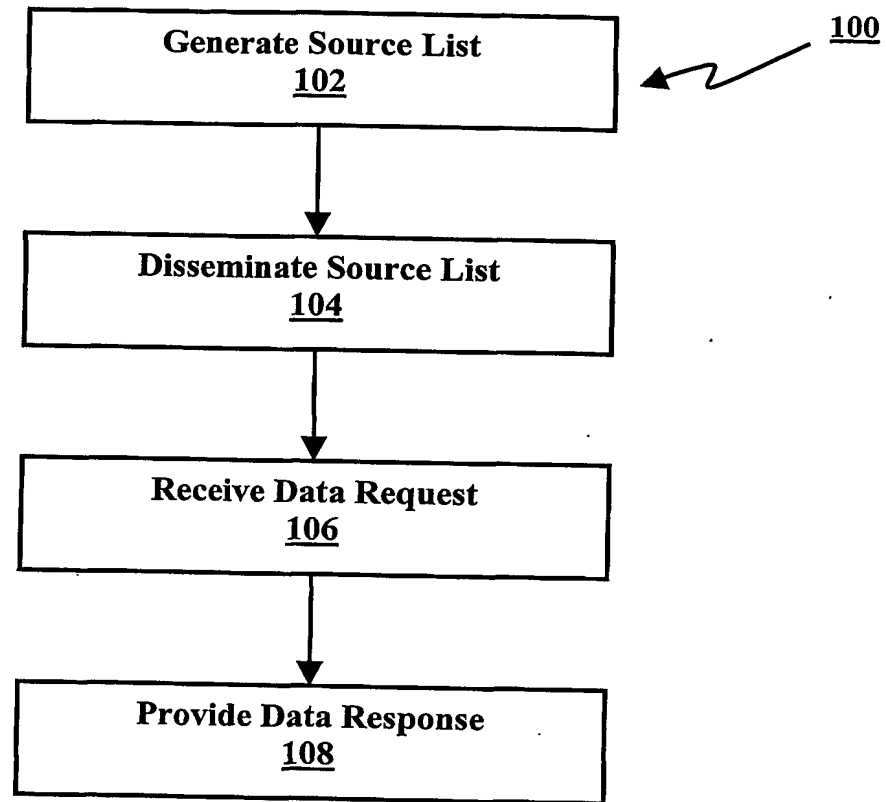 100
Generate Source List
102
Disseminate Source List
104
Receive Data Request
106
Provide Data Response
108